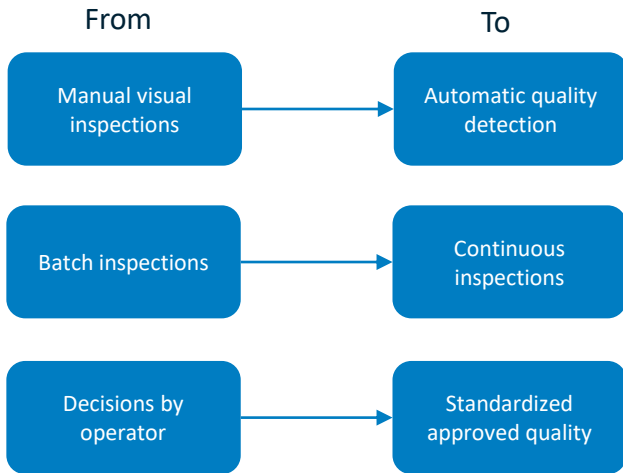 From
To
Manual visual
inspections
Automatic quality
detection
Batch inspections
Continuous
inspections
Decisions by
operator
Standardized
approved quality